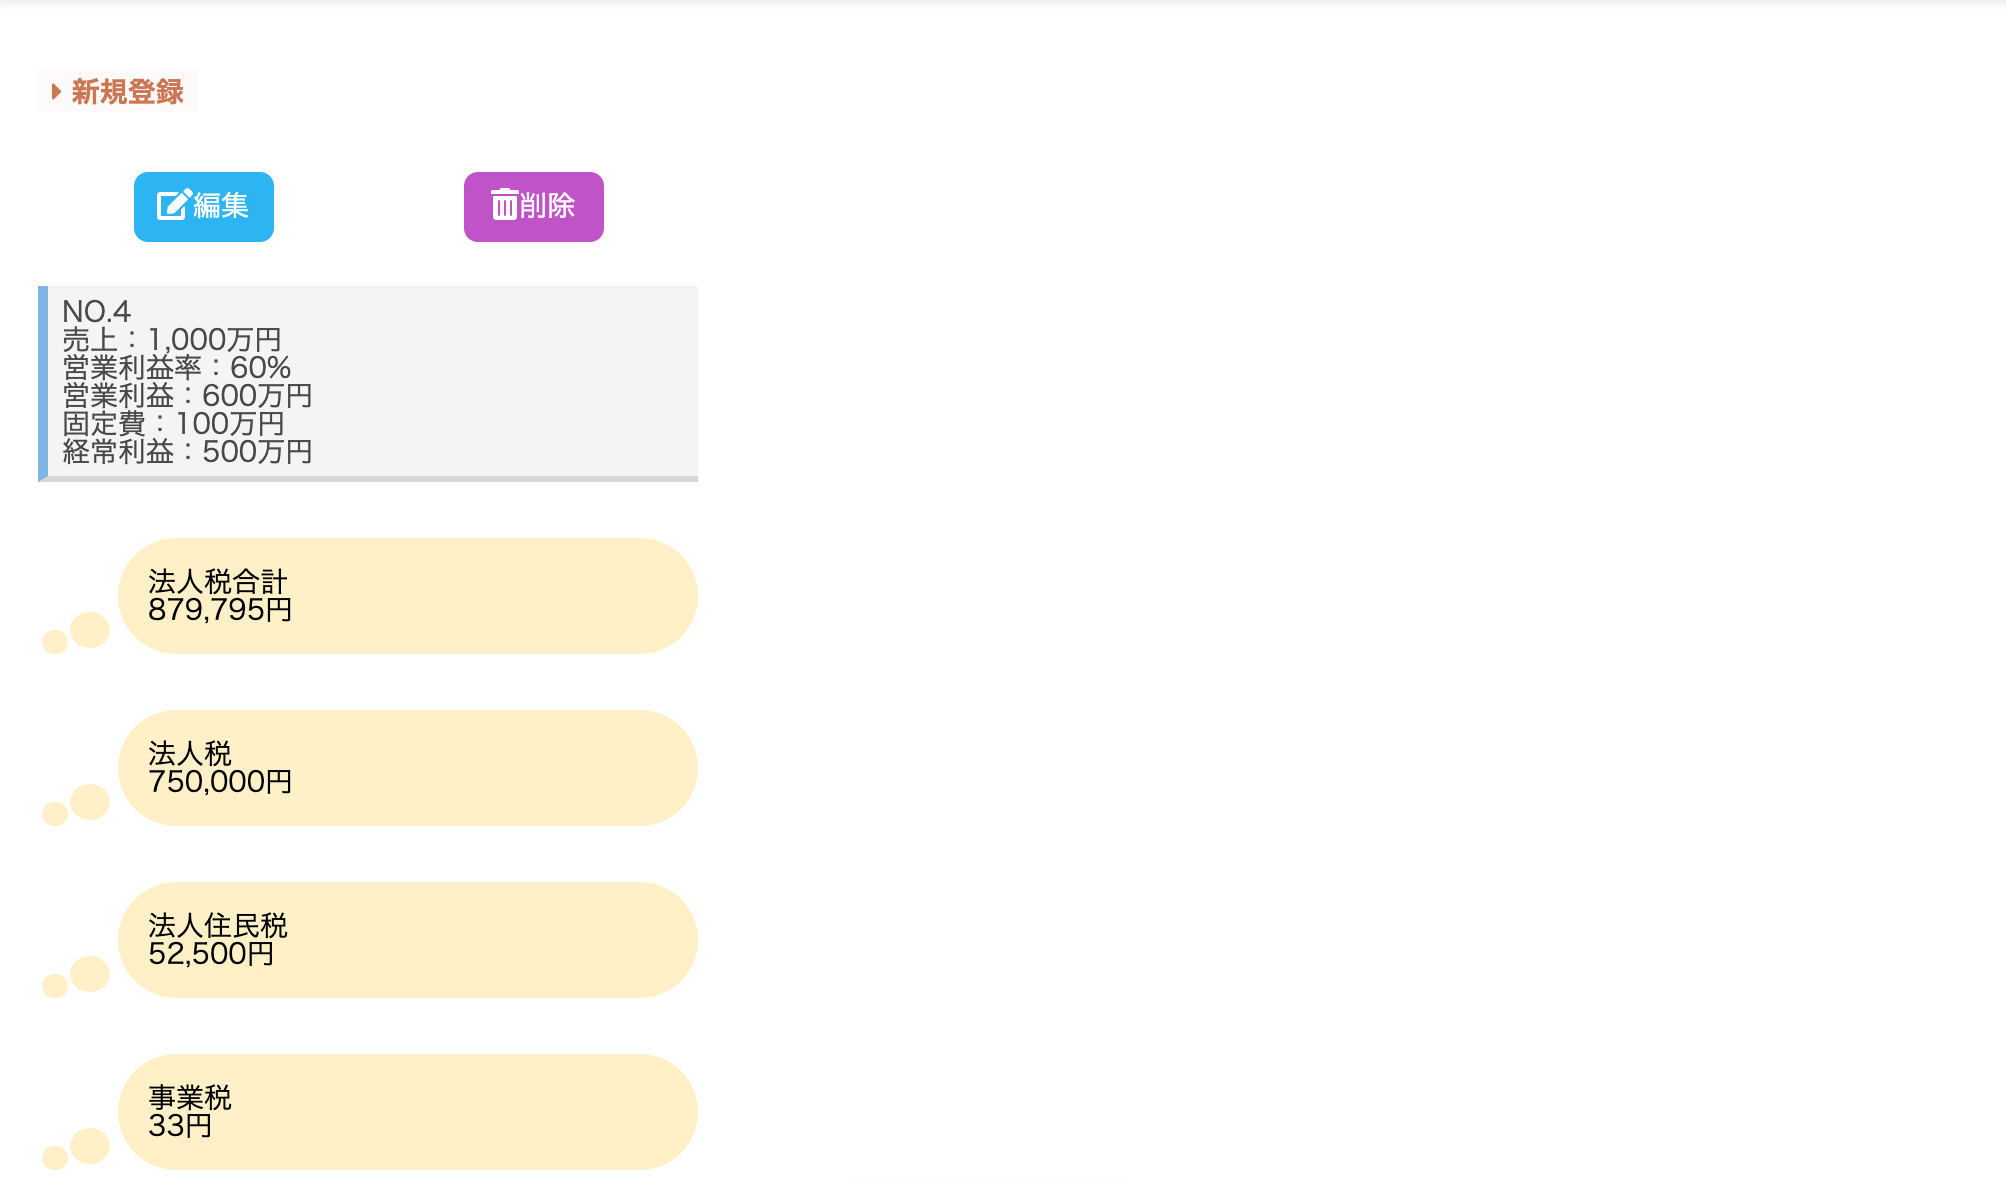 新規登録
編集
削除
NO.4
売上：1,000万円
営業利益率：60%
営業利益：600万円
固定費：100万円
経常利益：500万円
法人税合計
879,795円
法人税
750,000円
法人住民税
52,500円
事業税
33円